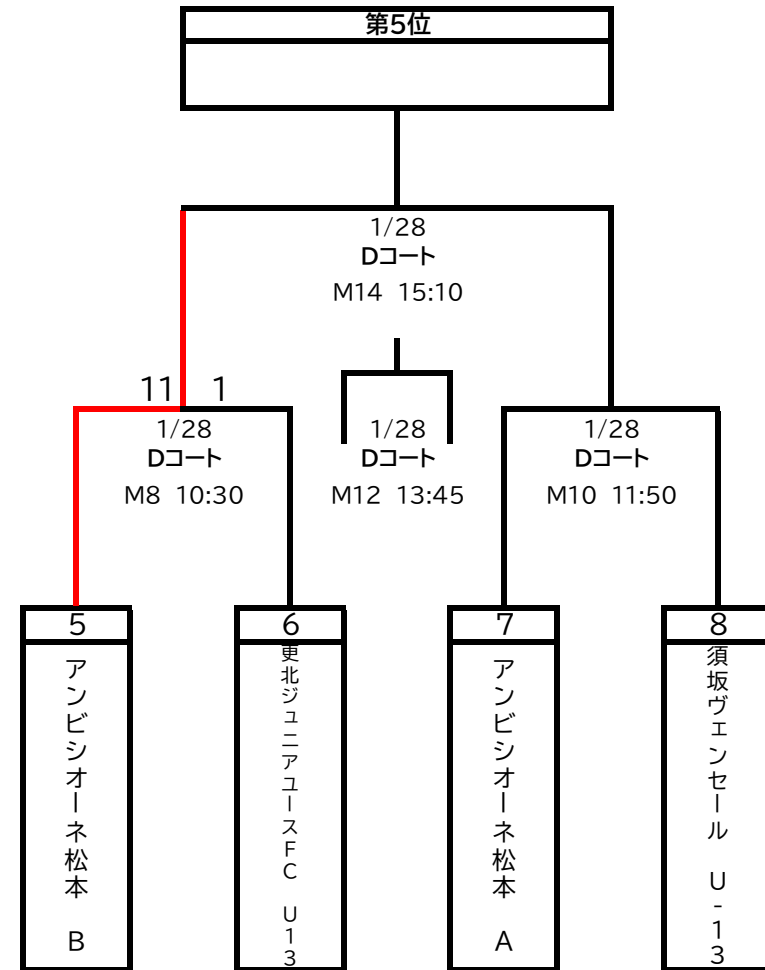 第5位
1/28
Dコート
M14 15:10
11 1
1/28
Dコート
M8 10:30
1/28
Dコート
M12 13:45
1/28
Dコート
M10 11:50
5
アンビシオーネ松本 B
6
更北ジュニアユースFC U13
7
アンビシオーネ松本 A
8
須坂ヴェンセール U-13